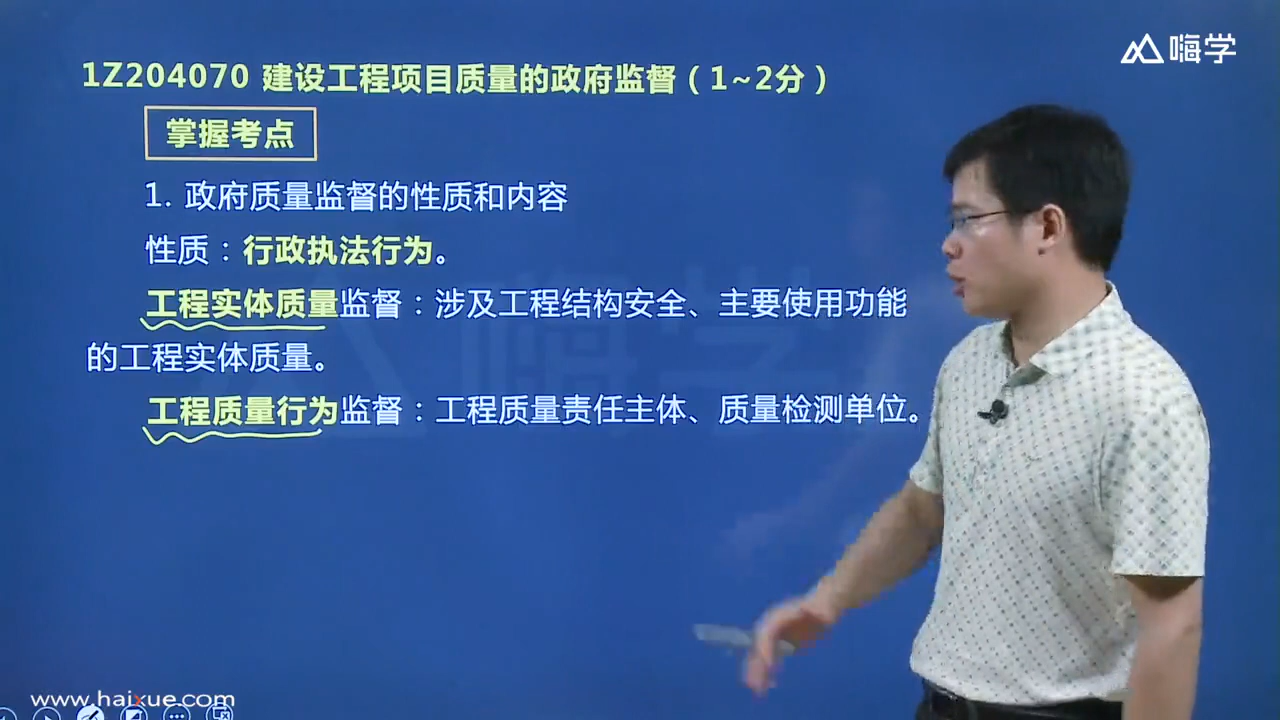 嗨学
1Z204070 建设工程项目质量的政府监督（1~2分）
掌握考点
1. 政府质量监督的性质和内容
性质：行政执法行为。
工程实体质量监督：涉及工程结构安全、主要使用功能
的工程实体质量。
工程质量行为监督：工程质量责任主体、质量检测单位。
嗨学
www.haixue.com